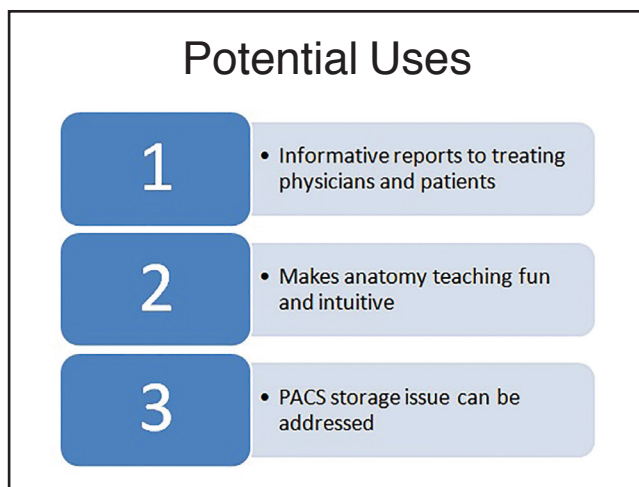 Potential Uses
1
• Informative reports to treating
physicians and patients
2
• Makes anatomy teaching fun
and intuitive
3
• PACS storage issue can be
addressed